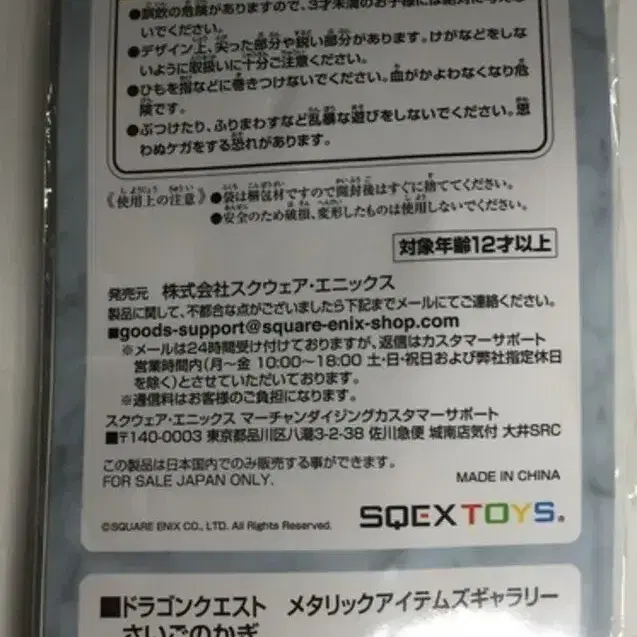 ●誤飲の危険がありますので、3才未満のお子様には絶対に与えな
いでください。
●デザイン上、尖った部分や鋭い部分があります。けがなどをしな
いように取扱いに十分ご注意ください。
●ひもを指などに巻きつけないでください。血がかよわなくなり危
険です。
●ぶつけたり、ふりまわすなど乱暴な遊びをしないでください。思
わぬケガをする恐れがあります。
《使用上の注意》●袋は梱包材ですので開封後はすぐに捨ててください。
●安全のため破損、変形したものは使用しないでください。
対象年齢12才以上
発売元 株式会社スクウェア・エニックス
製品に関して、不都合な点がございましたら下記までメールにてご連絡ください。
■goods-support@square-enix-shop.com
※メールは24時間受け付けておりますが、返信はカスタマーサポート
営業時間内(月～金 10:00～18:00 土・日・祝日および弊社指定休日
を除く)とさせていただいております。
※通信料はお客様のご負担になります。
スクウェア・エニックス マーチャンダイジングカスタマーサポート
■〒140-0003 東京都品川区八潮3-2-38 佐川急便 城南店気付 大井SRC
この製品は日本国内でのみ販売する事ができます。
FOR SALE JAPAN ONLY.
MADE IN CHINA
©SQUARE ENIX CO., LTD. All Rights Reserved.
SQEX TOYS®
■ドラゴンクエスト メタリックアイテムズギャラリー
さいごのかぎ